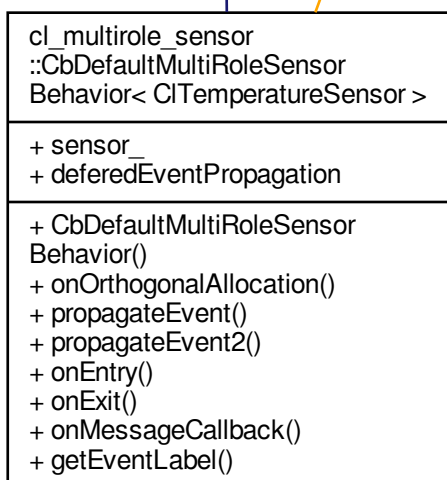 cl_multirole_sensor
::CbDefaultMultiRoleSensor
Behavior< ClTemperatureSensor >
+ sensor_
+ deferedEventPropagation
+ CbDefaultMultiRoleSensor
Behavior()
+ onOrthogonalAllocation()
+ propagateEvent()
+ propagateEvent2()
+ onEntry()
+ onExit()
+ onMessageCallback()
+ getEventLabel()